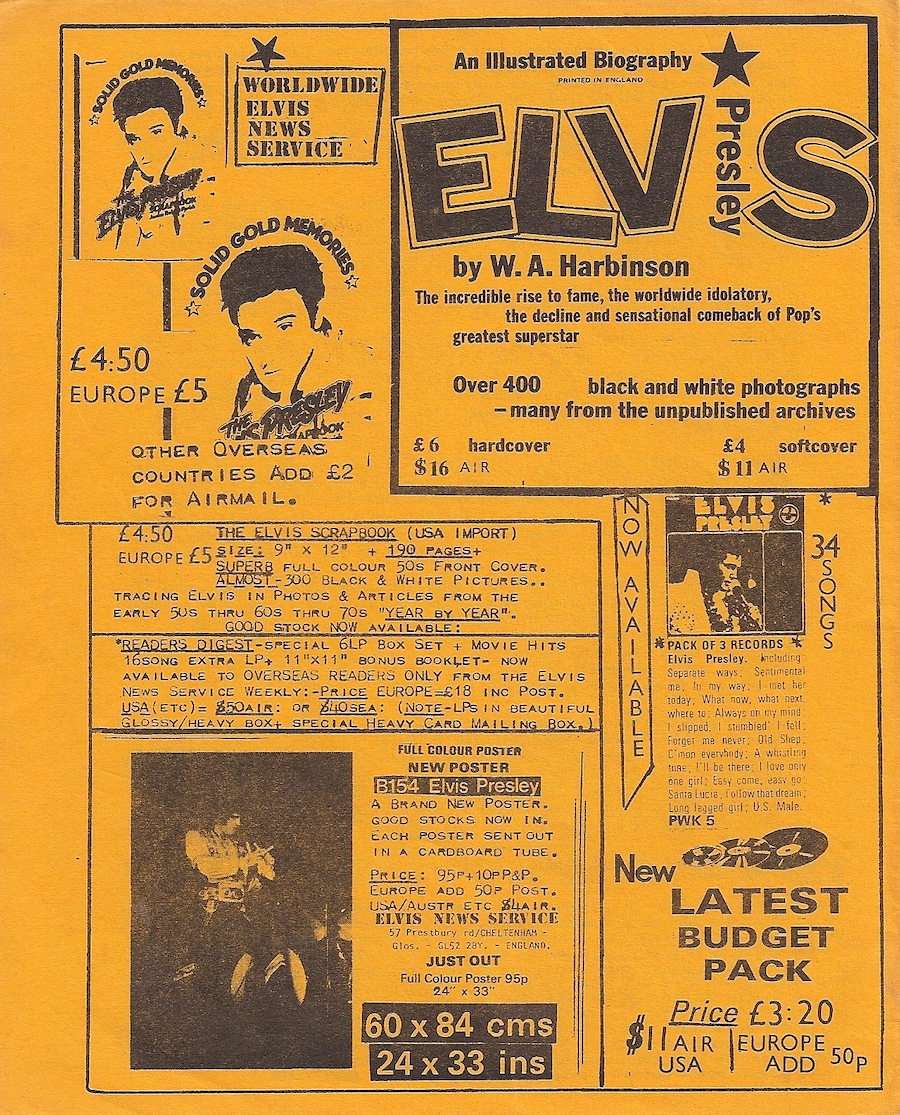 SOLID GOLD MEMORIES
THE
ELVIS PRESLEY
SCRAPBOOK
WORLDWIDE
ELVIS
NEWS
SERVICE
SOLID GOLD MEMORIES
THE
ELVIS PRESLEY
SCRAPBOOK
£4:50
EUROPE £5
OTHER OVERSEAS
COUNTRIES ADD £2
FOR AIRMAIL.
An Illustrated Biography
PRINTED IN ENGLAND
ELVIS
Presley
by W. A. Harbinson
The incredible rise to fame, the worldwide idolatory,
the decline and sensational comeback of Pop's
greatest superstar
Over 400 black and white photographs
– many from the unpublished archives
£6 hardcover £4 softcover
$16 AIR $11 AIR
£4:50 THE ELVIS SCRAPBOOK (USA IMPORT)
EUROPE £5 SIZE: 9" X 12" + 190 PAGES+
SUPERB FULL COLOUR 50S FRONT COVER.
ALMOST-300 BLACK & WHITE PICTURES..
TRACING ELVIS IN PHOTOS & ARTICLES FROM THE
EARLY 50S THRU 60S THRU 70S "YEAR BY YEAR".
GOOD STOCK NOW AVAILABLE:
*READERS DIGEST-SPECIAL 6LP BOX SET + MOVIE HITS
16SONG EXTRA LP+ 11"X11" BONUS BOOKLET- NOW
AVAILABLE TO OVERSEAS READERS ONLY FROM THE ELVIS
NEWS SERVICE WEEKLY:-PRICE EUROPE=£18 INC POST.
USA(ETC)= $50AIR: OR $40SEA: (NOTE-LPS IN BEAUTIFUL
GLOSSY/HEAVY BOX+ SPECIAL HEAVY CARD MAILING BOX.)
FULL COLOUR POSTER
NEW POSTER
B154 Elvis Presley
A BRAND NEW POSTER.
GOOD STOCKS NOW IN.
EACH POSTER SENT OUT
IN A CARDBOARD TUBE.
PRICE: 95P+10PP&P.
EUROPE ADD 50P POST.
USA/AUSTR ETC $4AIR.
ELVIS NEWS SERVICE
57 Prestbury rd/CHELTENHAM -
Glos. - GL52 2BY. - ENGLAND.
JUST OUT
Full Colour Poster 95p
24" x 33"
60 x 84 cms
24 x 33 ins
NOW AVAILABLE
ELVIS
PRESLEY
* 34 SONGS
*PACK OF 3 RECORDS *
Elvis Presley. Including:
Separate ways; Sentimental
me; In my way; I met her
today; What now, what next,
where to; Always on my mind;
I slipped, I stumbled' I fell;
Forget me never; Old Shep;
C'mon everybody; A whistling
tune; I'll be there; I love only
one girl; Easy come, easy go;
Santa Lucia; Follow that dream;
Long legged girl; U.S. Male.
PWK 5
New
LATEST
BUDGET
PACK
Price £3:20
$11 AIR USA
EUROPE ADD 50P